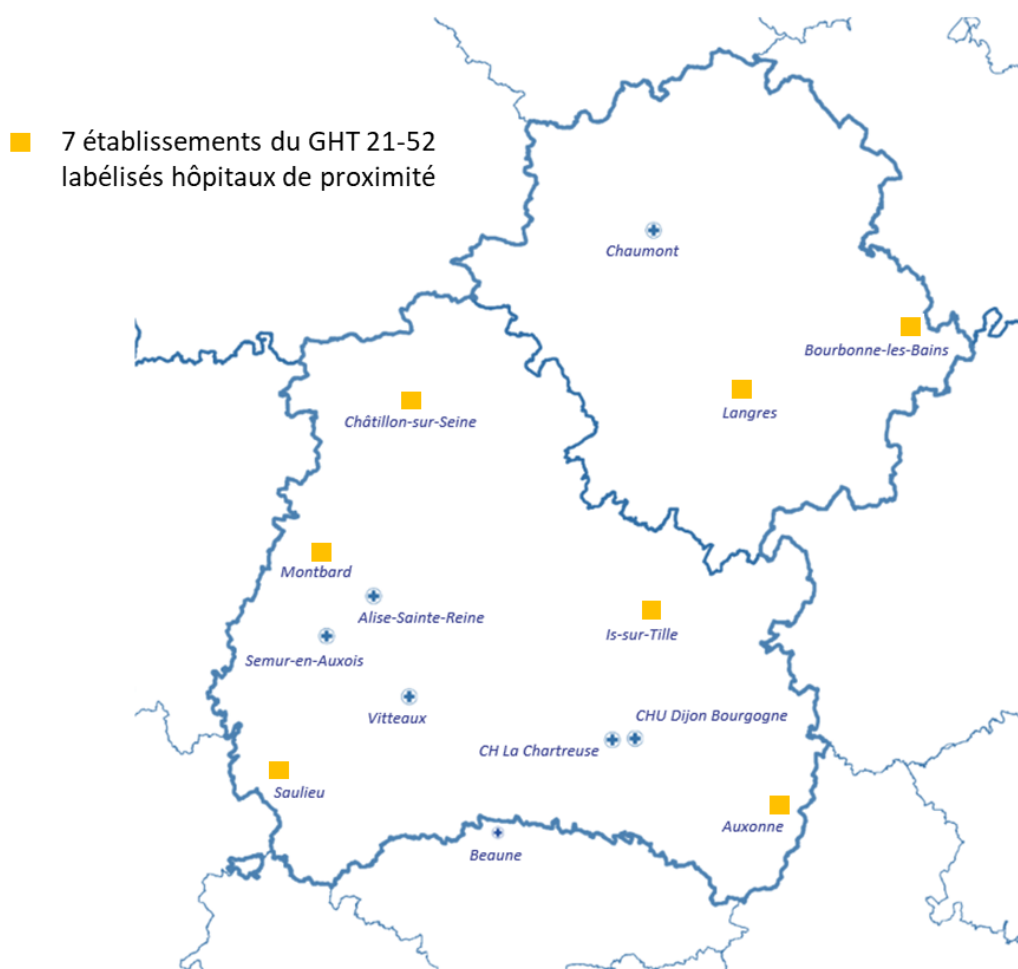 7 établissements du GHT 21-52
labélisés hôpitaux de proximité
Chaumont
Bourbonne-les-Bains
Langres
Châtillon-sur-Seine
Montbard
Alise-Sainte-Reine
Is-sur-Tille
Semur-en-Auxois
Vitteaux
CHU Dijon Bourgogne
CH La Chartreuse
Saulieu
Auxonne
Beaune